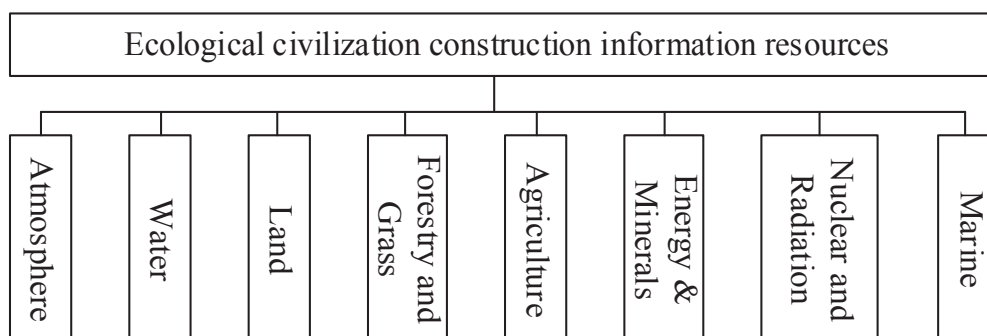 Ecological civilization construction information resources
Atmosphere
Water
Land
Forestry and
Grass
Agriculture
Energy &
Minerals
Nuclear and
Radiation
Marine